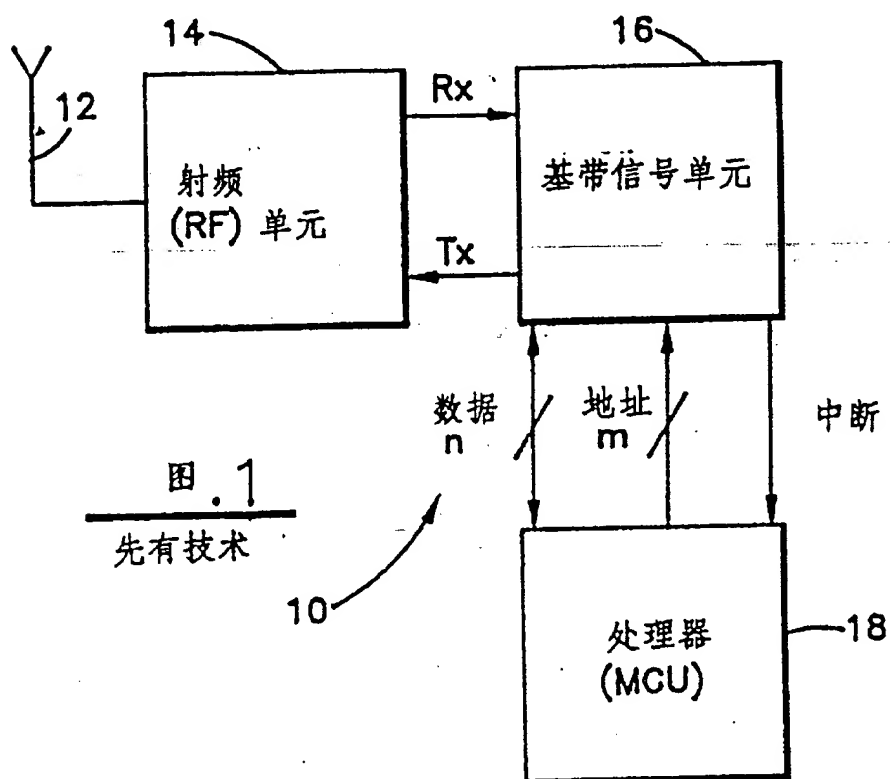 14
16
12
Rx
射频
(RF) 单元
基带信号单元
Tx
数据
n
地址
m
中断
图.1
先有技术
10
处理器
(MCU)
18